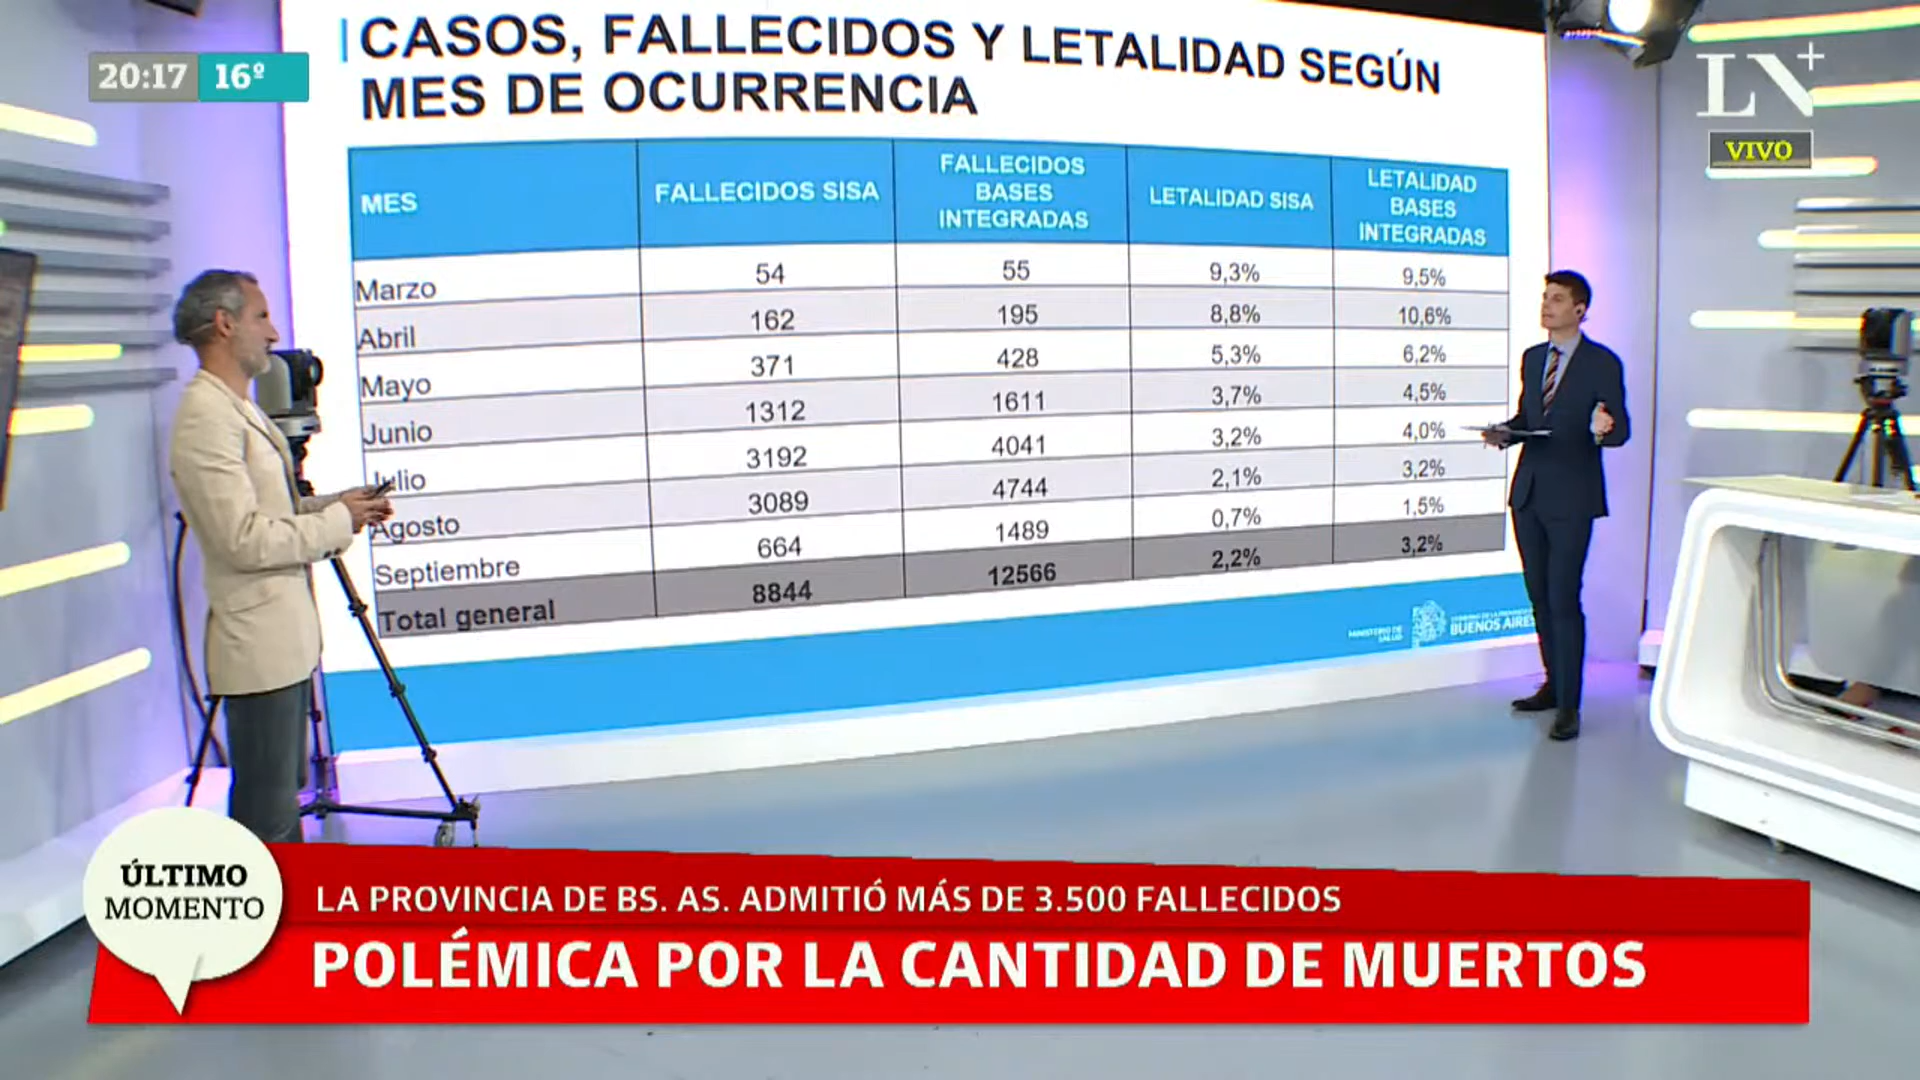 20:17 16º
CASOS, FALLECIDOS Y LETALIDAD SEGÚN
MES DE OCURRENCIA
LN+
VIVO
MES FALLECIDOS SISA FALLECIDOS BASES INTEGRADAS LETALIDAD SISA LETALIDAD BASES INTEGRADAS
Marzo 54 55 9,3% 9,5%
Abril 162 195 8,8% 10,6%
Mayo 371 428 5,3% 6,2%
Junio 1312 1611 3,7% 4,5%
Julio 3192 4041 3,2% 4,0%
Agosto 3089 4744 2,1% 3,2%
Septiembre 664 1489 0,7% 1,5%
Total general 8844 12566 2,2% 3,2%
MINISTERIO DE
SALUD
BUENOS AIRES
ÚLTIMO
MOMENTO
LA PROVINCIA DE BS. AS. ADMITIÓ MÁS DE 3.500 FALLECIDOS
POLÉMICA POR LA CANTIDAD DE MUERTOS